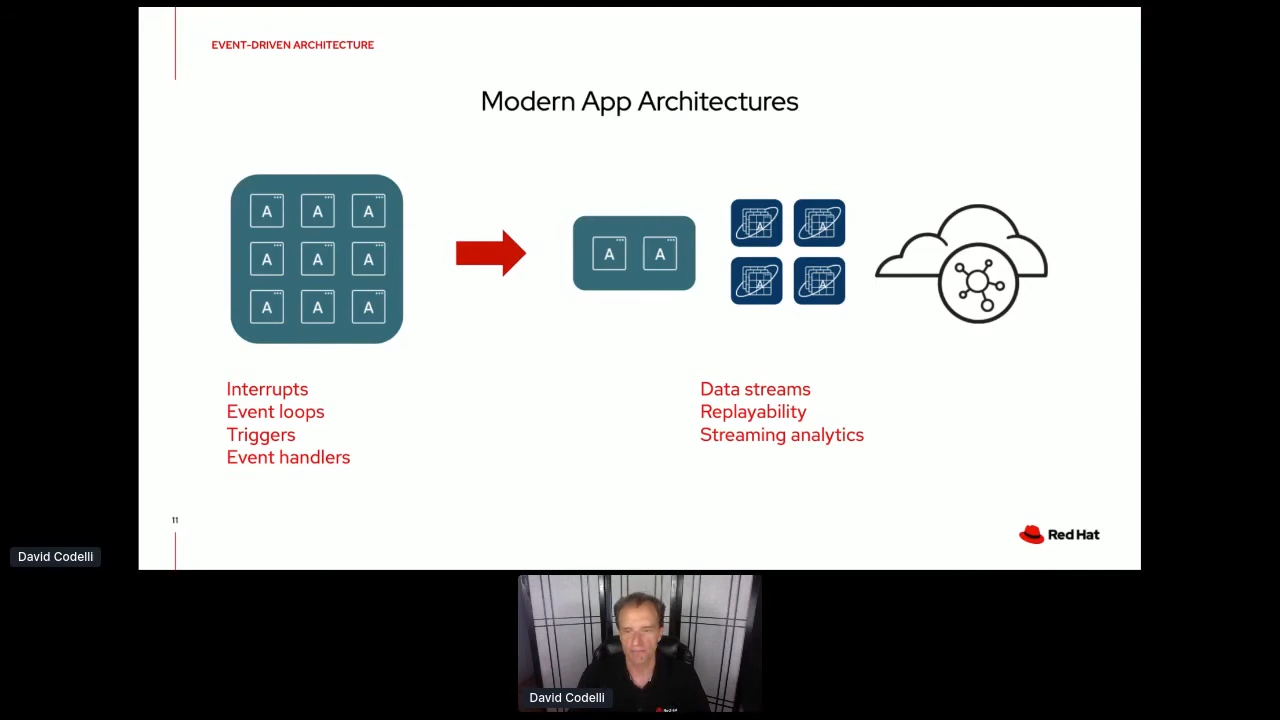 EVENT-DRIVEN ARCHITECTURE
Modern App Architectures
A A A
A A A
A A A
A A
A A
A A
Interrupts
Event loops
Triggers
Event handlers
Data streams
Replayability
Streaming analytics
11
Red Hat
David Codelli
David Codelli